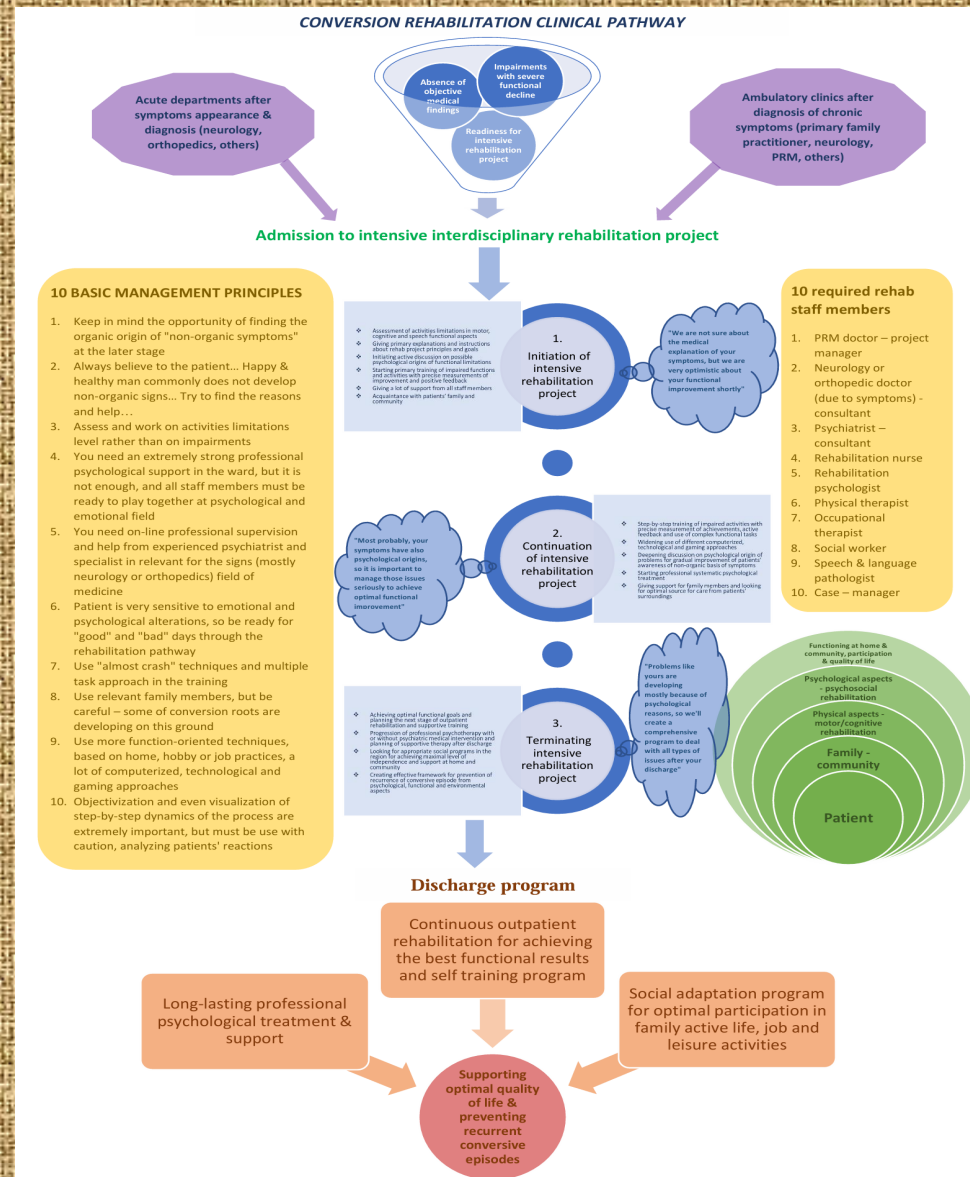 CONVERSION REHABILITATION CLINICAL PATHWAY
Absence of
objective
medical
findings
Impairments
with severe
functional
decline
Readiness for
intensive
rehabilitation
project
Acute departments after
symptoms appearance &
diagnosis (neurology,
orthopedics, others)
Ambulatory clinics after
diagnosis of chronic
symptoms (primary family
practitioner, neurology,
PRM, others)
Admission to intensive interdisciplinary rehabilitation project
10 BASIC MANAGEMENT PRINCIPLES
1. Keep in mind the opportunity of finding the
organic origin of "non-organic symptoms"
at the later stage
2. Always believe to the patient... Happy &
healthy man commonly does not develop
non-organic signs... Try to find the reasons
and help...
3. Assess and work on activities limitations
level rather than on impairments
4. You need an extremely strong professional
psychological support in the ward, but it is
not enough, and all staff members must be
ready to play together at psychological and
emotional field
5. You need on-line professional supervision
and help from experienced psychiatrist and
specialist in relevant for the signs (mostly
neurology or orthopedics) field of
medicine
6. Patient is very sensitive to emotional and
psychological alterations, so be ready for
"good" and "bad" days through the
rehabilitation pathway
7. Use "almost crash" techniques and multiple
task approach in the training
8. Use relevant family members, but be
careful – some of conversion roots are
developing on this ground
9. Use more function-oriented techniques,
based on home, hobby or job practices, a
lot of computerized, technological and
gaming approaches
10. Objectivization and even visualization of
step-by-step dynamics of the process are
extremely important, but must be use with
caution, analyzing patients' reactions
❖ Assessment of activities limitations in motor,
cognitive and speech functional aspects
❖ Giving primary explanations and instructions
about rehab project principles and goals
❖ Initiating active discussion on possible
psychological origins of functional limitations
❖ Starting primary training of impaired functions
and activities with precise measurements of
improvement and positive feedback
❖ Giving a lot of support from all staff members
❖ Acquaintance with patients' family and
community
1.
Initiation of
intensive
rehabilitation
project
"We are not sure about
the medical
explanation of your
symptoms, but we are
very optimistic about
your functional
improvement shortly"
10 required rehab
staff members
1. PRM doctor – project
manager
2. Neurology or
orthopedic doctor
(due to symptoms) -
consultant
3. Psychiatrist –
consultant
4. Rehabilitation nurse
5. Rehabilitation
psychologist
6. Physical therapist
7. Occupational
therapist
8. Social worker
9. Speech & language
pathologist
10. Case – manager
"Most probably, your
symptoms have also
psychological origins,
so it is important to
manage those issues
seriously to achieve
optimal functional
imorovement"
2.
Continuation
of intensive
rehabilitation
project
❖ Step-by-step training of impaired activities with
precise measurement of achievements, active
feedback and use of complex functional tasks
❖ Widening use of different computerized,
technological and gaming approaches
❖ Deepening discussion on psychological origin of
problems for gradual improvement of patients'
awareness of non-organic basis of symptoms
❖ Starting professional systematic psychological
treatment
❖ Giving support for family members and looking
for optimal source for care from patients'
surroundings
❖ Achieving optimal functional goals and
planning the next stage of outpatient
rehabilitation and supportive training
❖ Progression of professional psychotherapy with
or without psychiatric medical intervention and
planning of supportive therapy after discharge
❖ Looking for appropriate social programs in the
region for achieving maximal level of
independence and support at home and
community
❖ Creating effective framework for prevention of
recurrence of conversive episode from
psychological, functional and environmental
aspects
3.
Terminating
intensive
rehabilitation
project
"Problems like
yours are
developing
mostly because of
psychological
reasons, so we'll
create a
comprehensive
program to deal
with all types of
issues after your
discharge"
Functioning at home &
community, participation
& quality of life
Psychological aspects
- psychosocial
rehabilitation
Physical aspects -
motor/cognitive
rehabilitation
Family -
community
Patient
Discharge program
Continuous outpatient
rehabilitation for achieving
the best functional results
and self training program
Long-lasting professional
psychological treatment &
support
Social adaptation program
for optimal participation in
family active life, job and
leisure activities
Supporting
optimal quality
of life &
preventing
recurrent
conversive
episodes